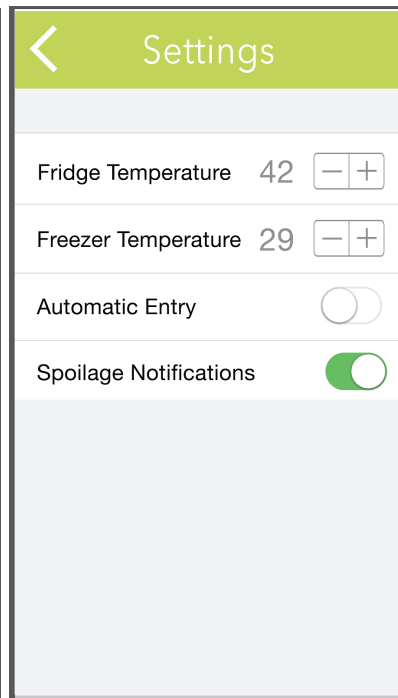 Settings
Fridge Temperature 42 − +
Freezer Temperature 29 − +
Automatic Entry
Spoilage Notifications